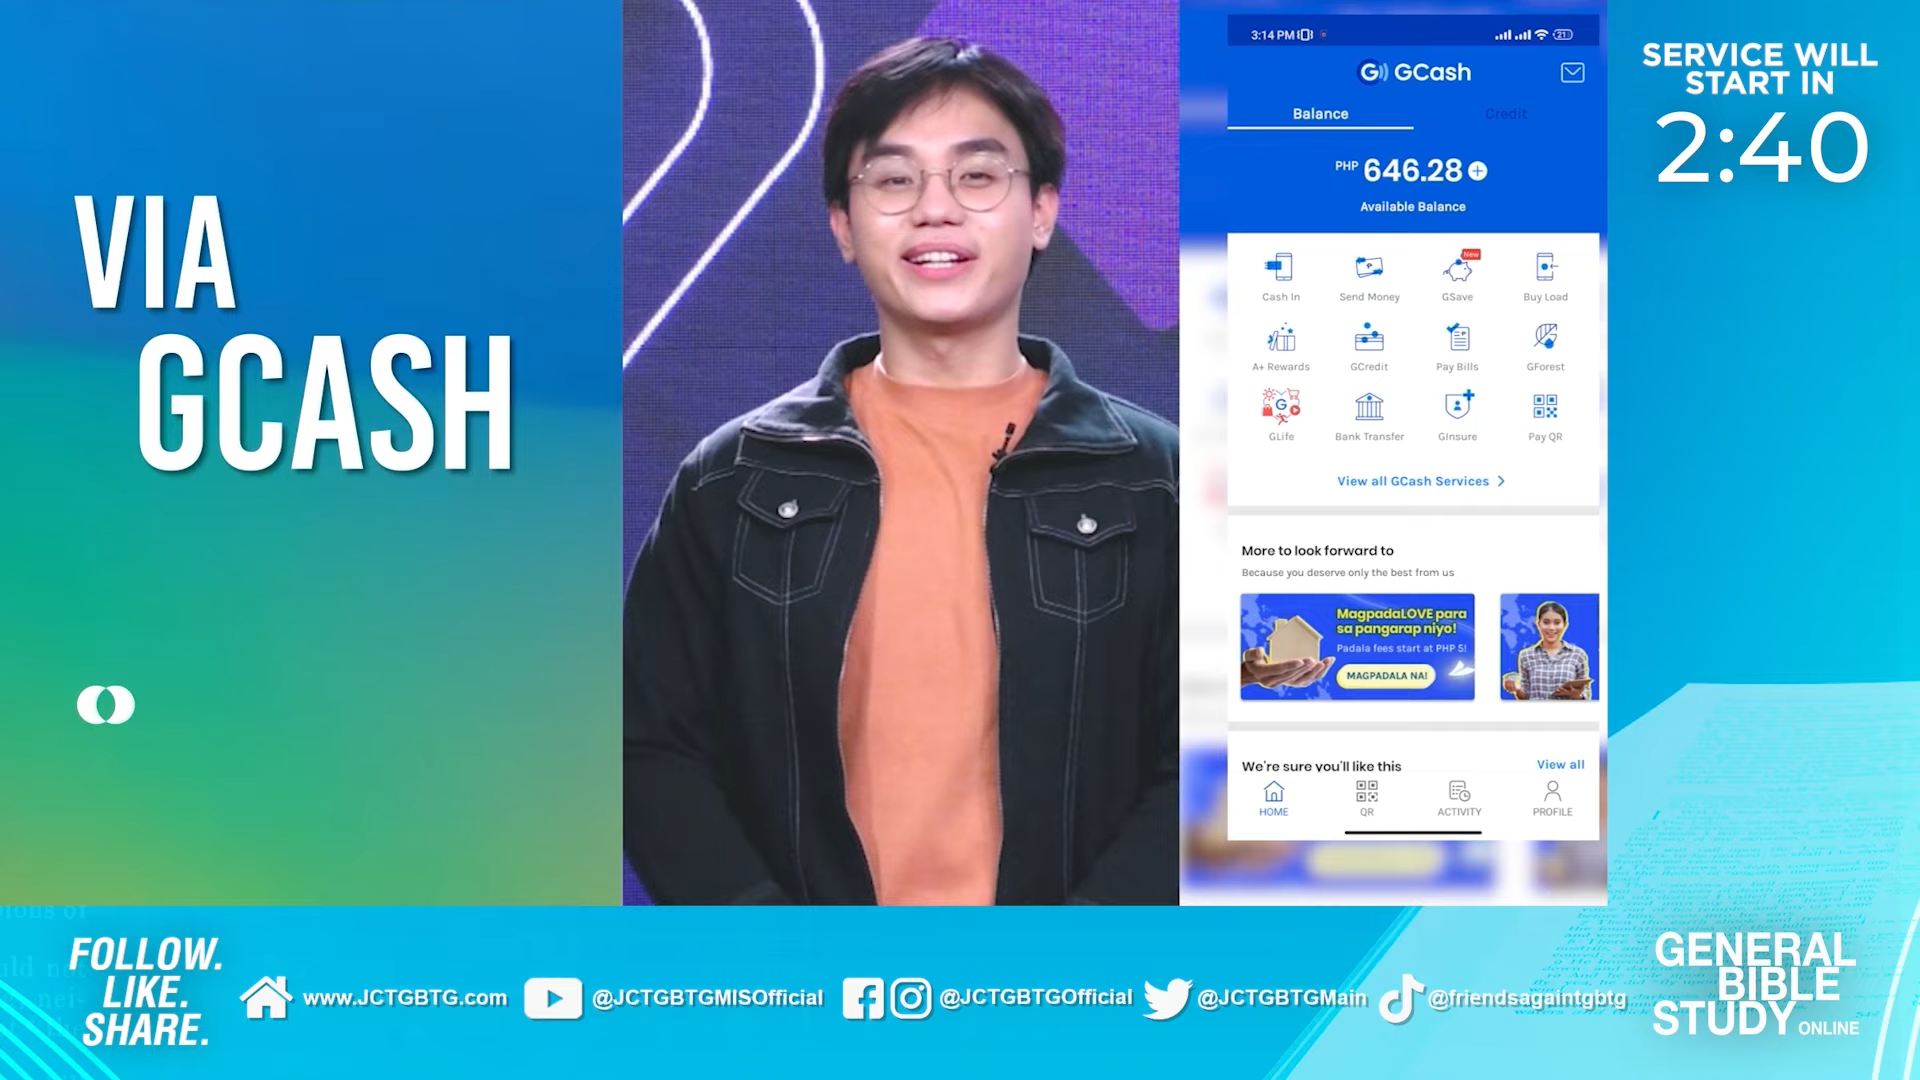 VIA
GCASH
3:14 PM
21
GCash
Balance
Credit
PHP 646.28
Available Balance
Cash In
Send Money
New
GSave
Buy Load
A+ Rewards
GCredit
Pay Bills
GForest
GLife
Bank Transfer
GInsure
Pay QR
View all GCash Services
More to look forward to
Because you deserve only the best from us
MagpadaLOVE para
sa pangarap niyo!
Padala fees start at PHP 5!
MAGPADALA NA!
We're sure you'll like this
View all
HOME
QR
ACTIVITY
PROFILE
SERVICE WILL
START IN
2:40
FOLLOW.
LIKE.
SHARE.
www.JCTGBTG.com
@JCTGBTGMISOfficial
@JCTGBTGOfficial
@JCTGBTGMain
@friendsagaintgbtg
GENERAL
BIBLE
STUDY ONLINE